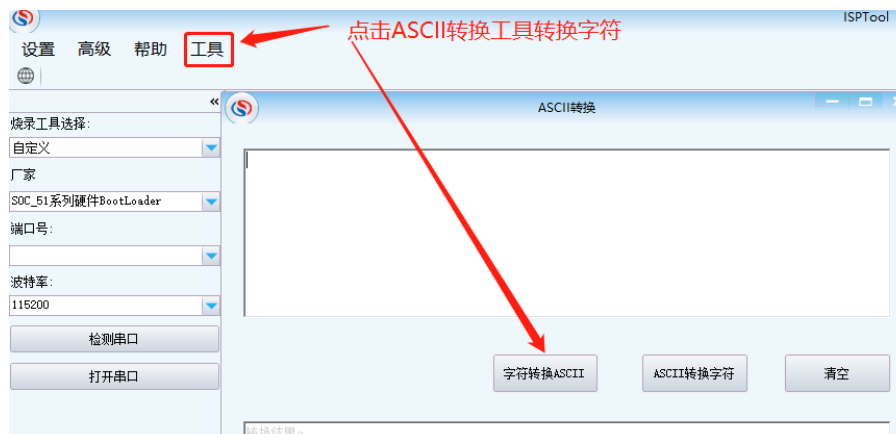 ISPTool
点击ASCII转换工具转换字符
设置 高级 帮助 工具
«
ASCII转换
烧录工具选择:
自定义
厂家
SOC_51系列硬件BootLoader
端口号:
波特率:
115200
检测串口
打开串口
字符转换ASCII ASCII转换字符 清空
转换结果。